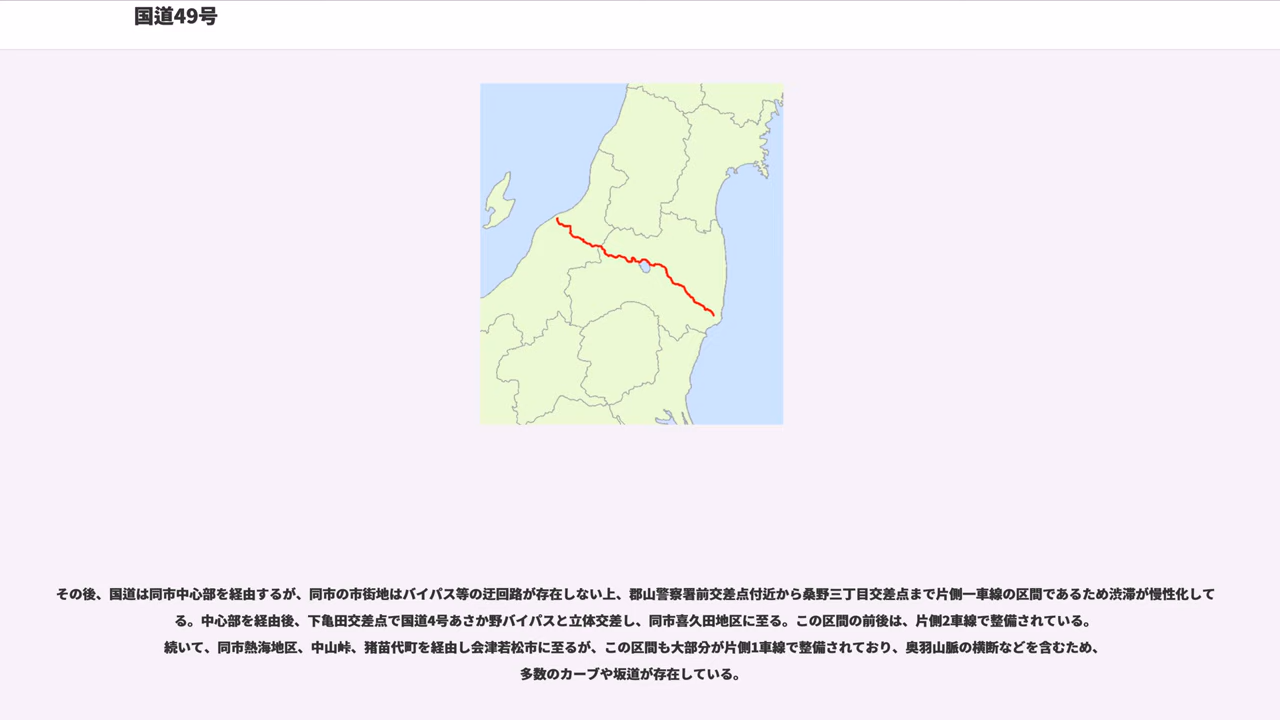 国道49号
その後、国道は同市中心部を経由するが、同市の市街地はバイパス等の迂回路が存在しない上、郡山警察署前交差点付近から桑野三丁目交差点まで片側一車線の区間であるため渋滞が慢性化して
る。中心部を経由後、下亀田交差点で国道4号あさか野バイパスと立体交差し、同市喜久田地区に至る。この区間の前後は、片側2車線で整備されている。
続いて、同市熱海地区、中山峠、猪苗代町を経由し会津若松市に至るが、この区間も大部分が片側1車線で整備されており、奥羽山脈の横断などを含むため、
多数のカーブや坂道が存在している。